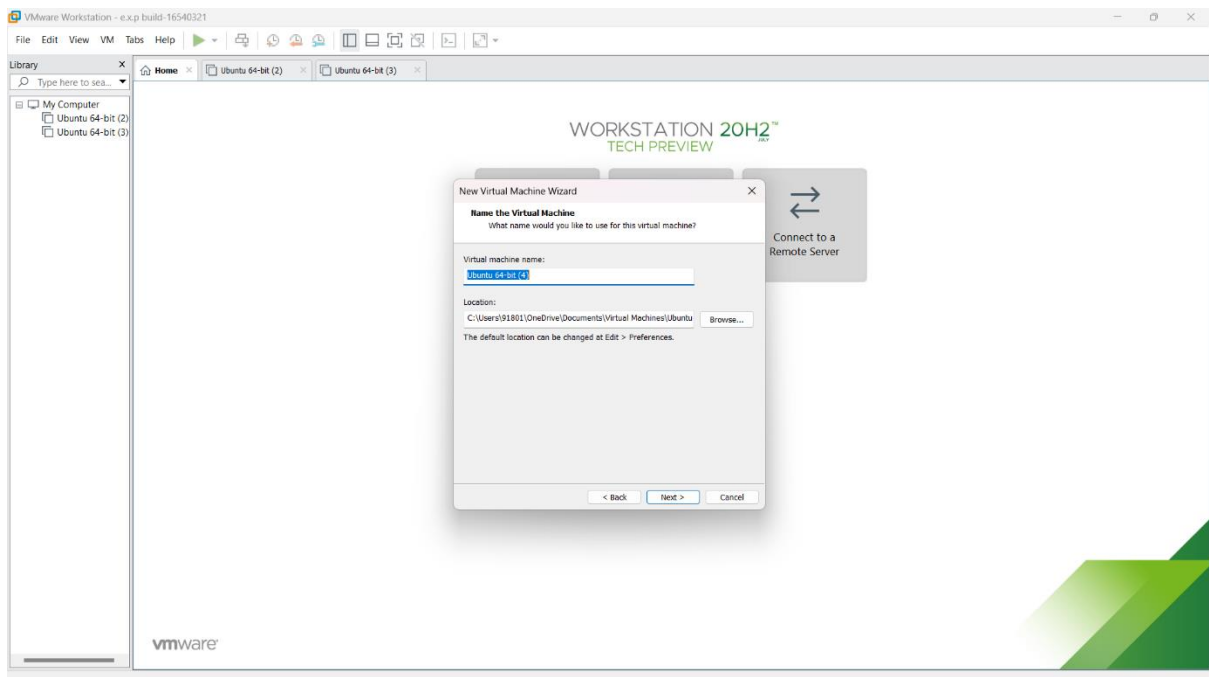 VMware Workstation - e.x.p build-16540321
File Edit View VM Tabs Help
Library X
Type here to sea...
My Computer
Ubuntu 64-bit (2)
Ubuntu 64-bit (3)
Home
Ubuntu 64-bit (2)
Ubuntu 64-bit (3)
WORKSTATION 20H2™
JULY
TECH PREVIEW
Connect to a
Remote Server
New Virtual Machine Wizard
Name the Virtual Machine
What name would you like to use for this virtual machine?
Virtual machine name:
Ubuntu 64-bit (4)
Location:
C:\Users\91801\OneDrive\Documents\Virtual Machines\Ubuntu
Browse...
The default location can be changed at Edit > Preferences.
< Back Next > Cancel
vmware